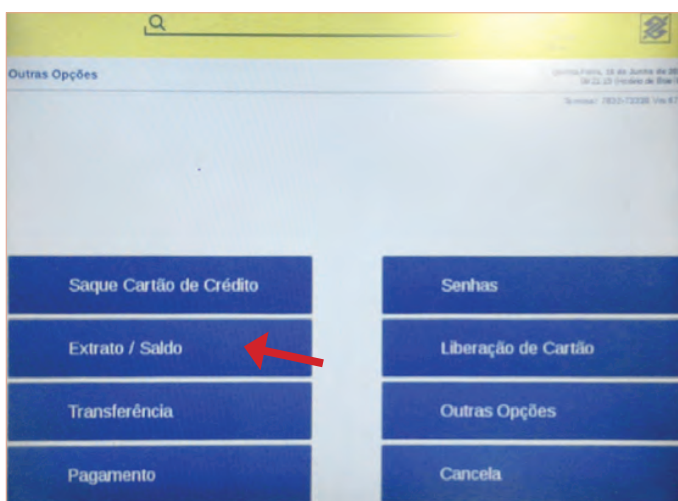 Outras Opções
Saque Cartão de Crédito
Senhas
Extrato / Saldo
Liberação de Cartão
Transferência
Outras Opções
Pagamento
Cancela